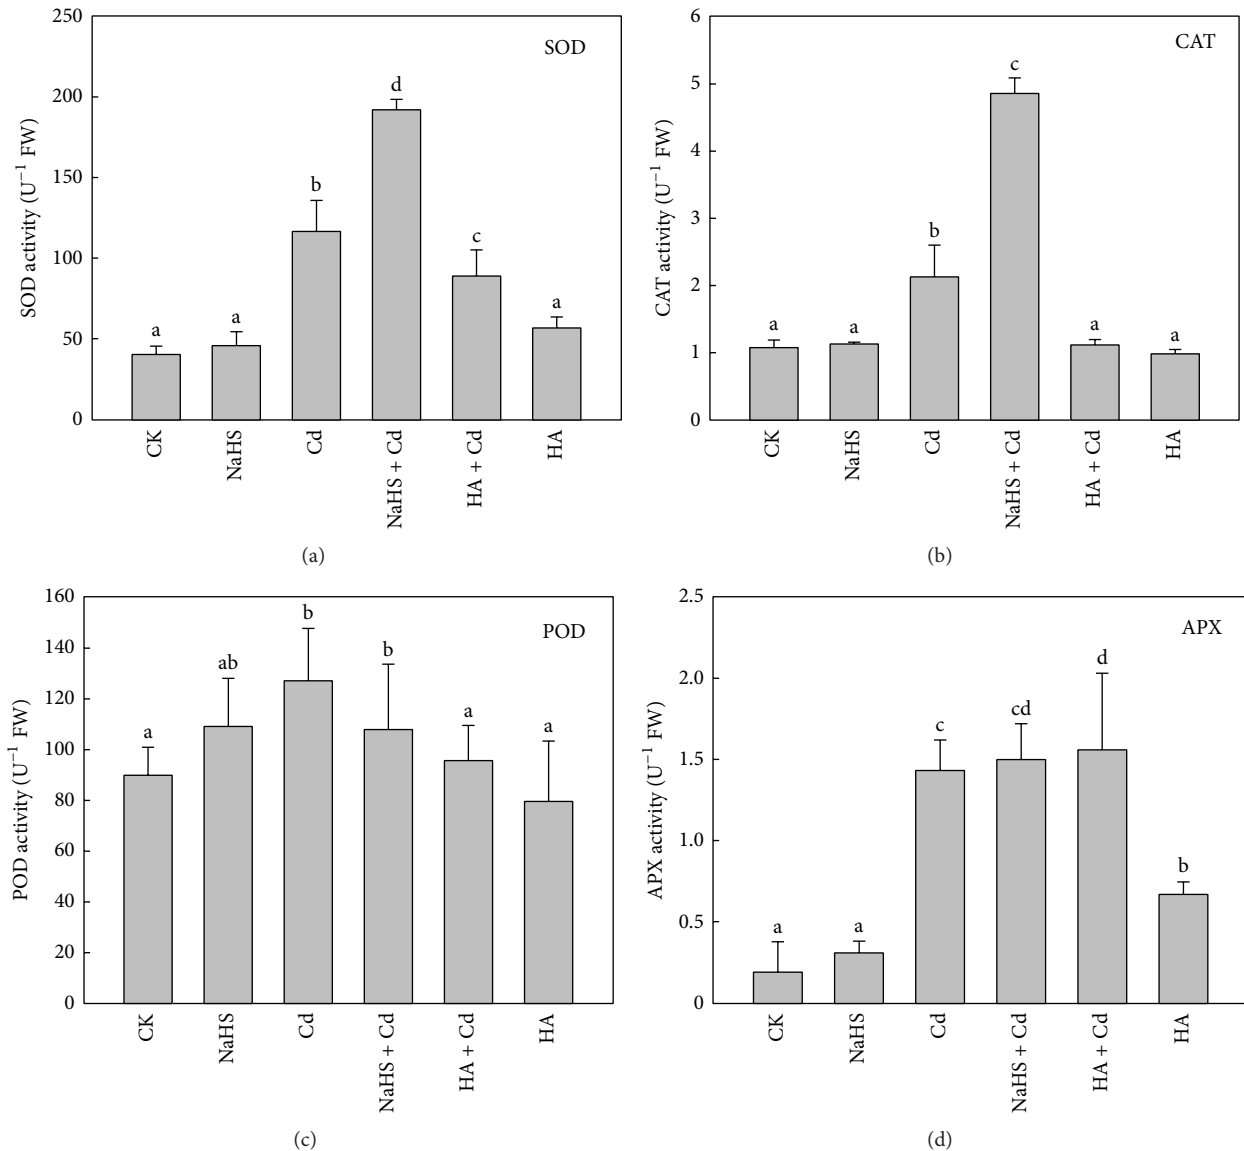 SOD
SOD activity (U⁻¹ FW)
250
200
150
100
50
0
a
a
b
d
c
a
CK
NaHS
Cd
NaHS + Cd
HA + Cd
HA
(a)
CAT
CAT activity (U⁻¹ FW)
6
5
4
3
2
1
0
a
a
b
c
a
a
CK
NaHS
Cd
NaHS + Cd
HA + Cd
HA
(b)
POD
POD activity (U⁻¹ FW)
160
140
120
100
80
60
40
20
0
a
ab
b
b
a
a
CK
NaHS
Cd
NaHS + Cd
HA + Cd
HA
(c)
APX
APX activity (U⁻¹ FW)
2.5
2.0
1.5
1.0
0.5
0
a
a
c
cd
d
b
CK
NaHS
Cd
NaHS + Cd
HA + Cd
HA
(d)